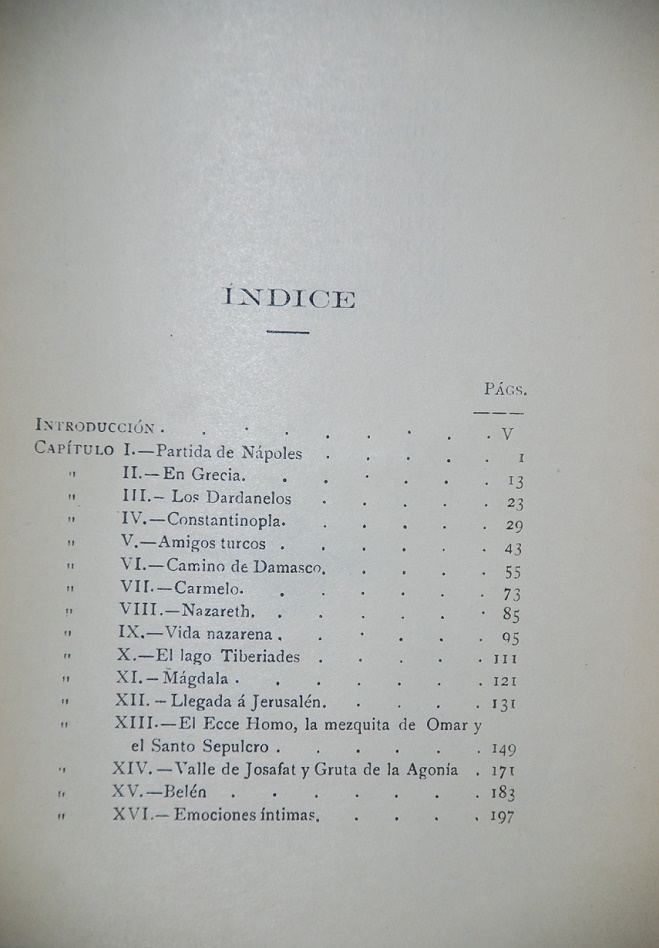 ÍNDICE
PÁGS.
INTRODUCCIÓN . . . . . . . . . V
CAPÍTULO I.—Partida de Nápoles . . . . 1
" II.—En Grecia. . . . . . 13
" III.—Los Dardanelos . . . . . 23
" IV.—Constantinopla. . . . . . 29
" V.—Amigos turcos . . . . . . 43
" VI.—Camino de Damasco. . . . . 55
" VII.—Carmelo. . . . . . 73
" VIII.—Nazareth. . . . . . 85
" IX.—Vida nazarena . . . . . . 95
" X.—El lago Tiberiades . . . . . 111
" XI.—Mágdala . . . . . . 121
" XII.—Llegada á Jerusalén. . . . . 131
" XIII.—El Ecce Homo, la mezquita de Omar y
el Santo Sepulcro . . . . . . 149
" XIV.—Valle de Josafat y Gruta de la Agonía . 171
" XV.—Belén . . . . . . . 183
" XVI.—Emociones íntimas. . . . . 197